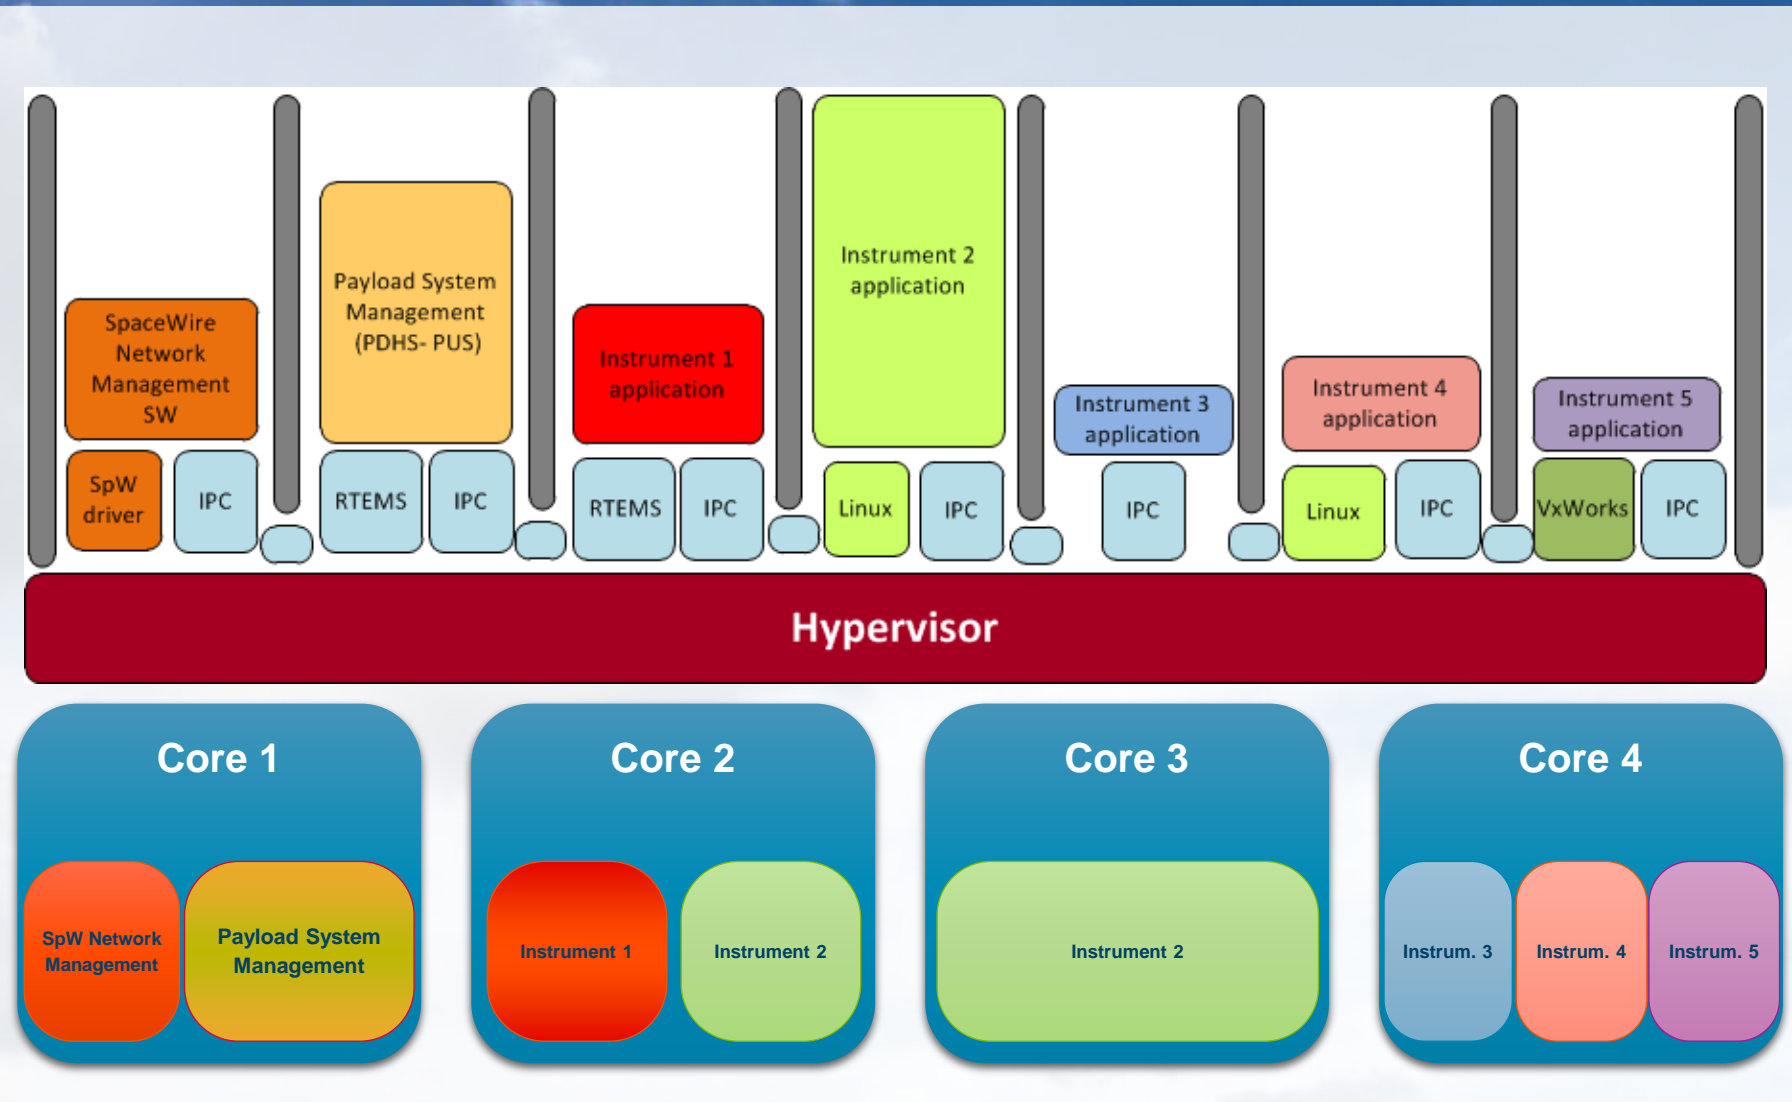 SpaceWire
Network
Management
SW
SpW
driver
IPC
Payload System
Management
(PDHS- PUS)
RTEMS
IPC
Instrument 1
application
RTEMS
IPC
Instrument 2
application
Linux
IPC
Instrument 3
application
IPC
Instrument 4
application
Linux
IPC
Instrument 5
application
VxWorks
IPC
Hypervisor
Core 1
SpW Network
Management
Payload System
Management
Core 2
Instrument 1
Instrument 2
Core 3
Instrument 2
Core 4
Instrum. 3
Instrum. 4
Instrum. 5